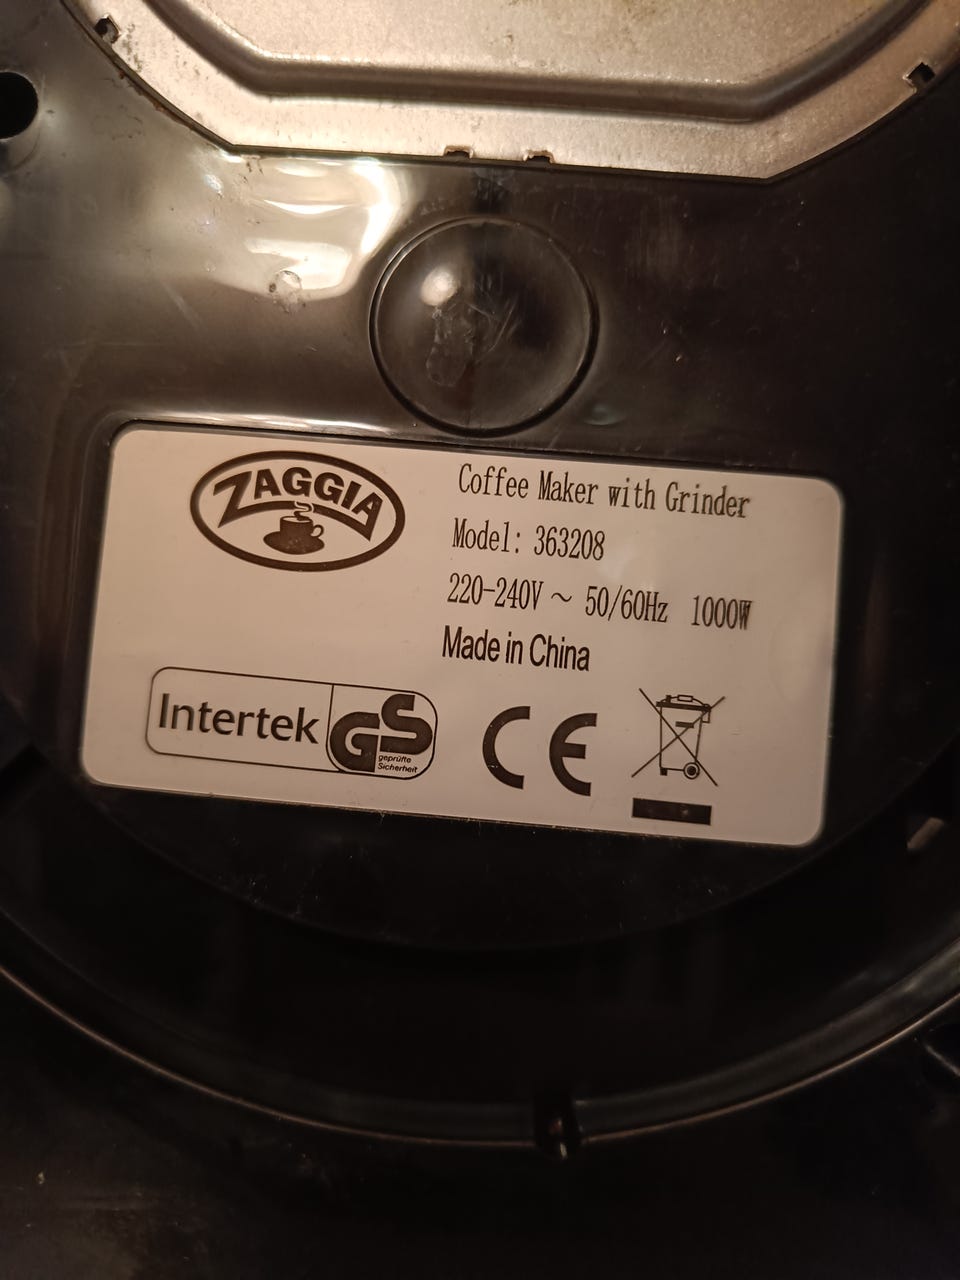 ZAGGIA
Coffee Maker with Grinder
Model: 363208
220-240V ~ 50/60Hz 1000W
Made in China
Intertek
GS
geprüfte
Sicherheit
CE